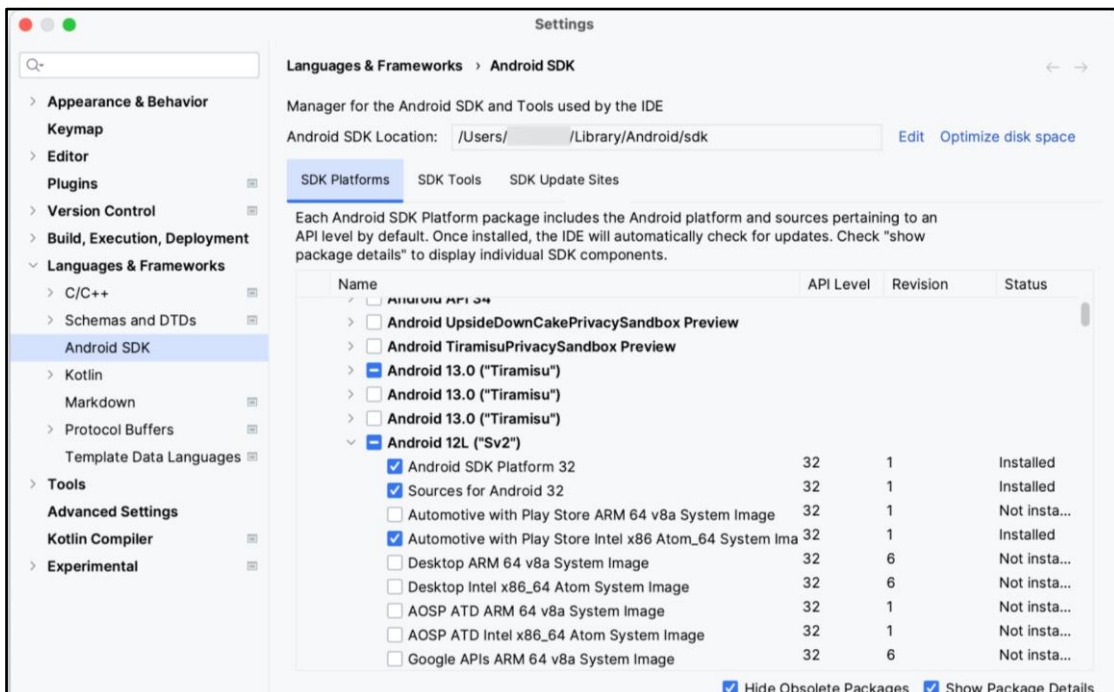 Settings
Languages & Frameworks › Android SDK
Appearance & Behavior
Keymap
Editor
Plugins
Version Control
Build, Execution, Deployment
Languages & Frameworks
C/C++
Schemas and DTDs
Android SDK
Kotlin
Markdown
Protocol Buffers
Template Data Languages
Tools
Advanced Settings
Kotlin Compiler
Experimental
Manager for the Android SDK and Tools used by the IDE
Android SDK Location: /Users/ /Library/Android/sdk Edit Optimize disk space
SDK Platforms SDK Tools SDK Update Sites
Each Android SDK Platform package includes the Android platform and sources pertaining to an
API level by default. Once installed, the IDE will automatically check for updates. Check "show
package details" to display individual SDK components.
Name API Level Revision Status
Android API 34
Android UpsideDownCakePrivacySandbox Preview
Android TiramisuPrivacySandbox Preview
Android 13.0 ("Tiramisu")
Android 13.0 ("Tiramisu")
Android 13.0 ("Tiramisu")
Android 12L ("Sv2")
Android SDK Platform 32 32 1 Installed
Sources for Android 32 32 1 Installed
Automotive with Play Store ARM 64 v8a System Image 32 1 Not insta...
Automotive with Play Store Intel x86 Atom_64 System Ima 32 1 Installed
Desktop ARM 64 v8a System Image 32 6 Not insta...
Desktop Intel x86_64 Atom System Image 32 6 Not insta...
AOSP ATD ARM 64 v8a System Image 32 1 Not insta...
AOSP ATD Intel x86_64 Atom System Image 32 1 Not insta...
Google APIs ARM 64 v8a System Image 32 6 Not insta...
Hide Obsolete Packages Show Package Details